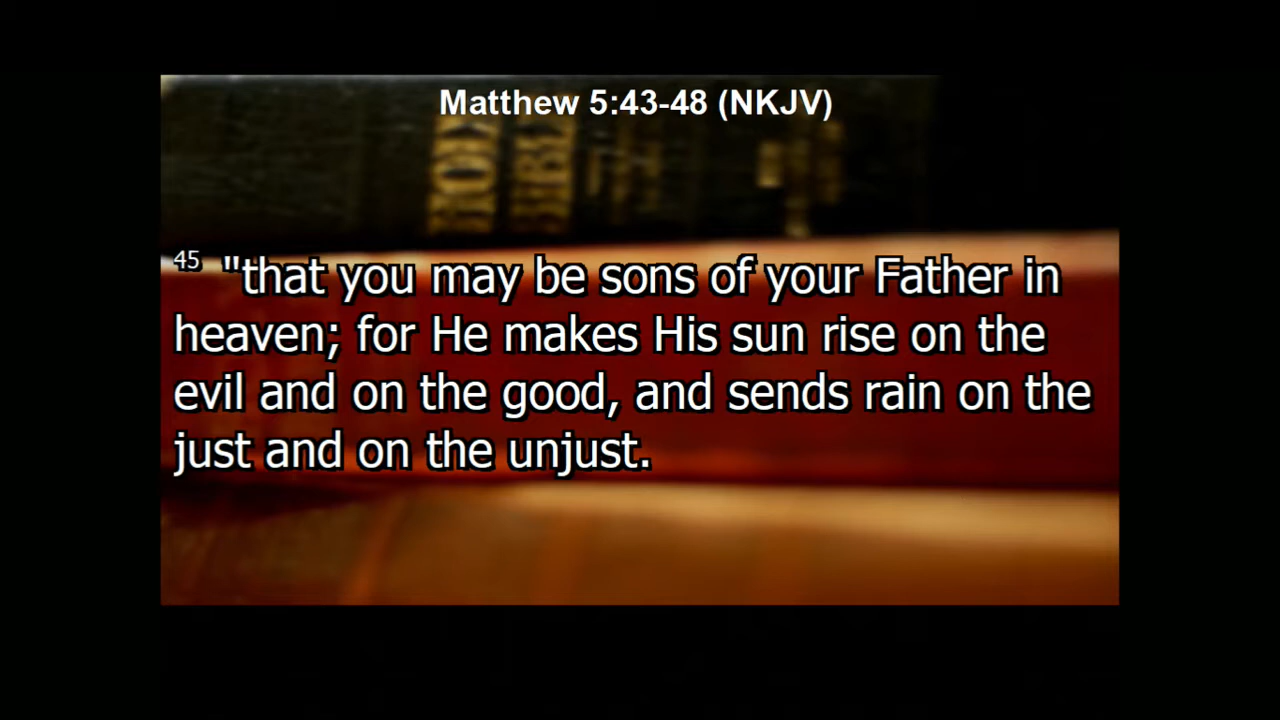 Matthew 5:43-48 (NKJV)
45 "that you may be sons of your Father in
heaven; for He makes His sun rise on the
evil and on the good, and sends rain on the
just and on the unjust.